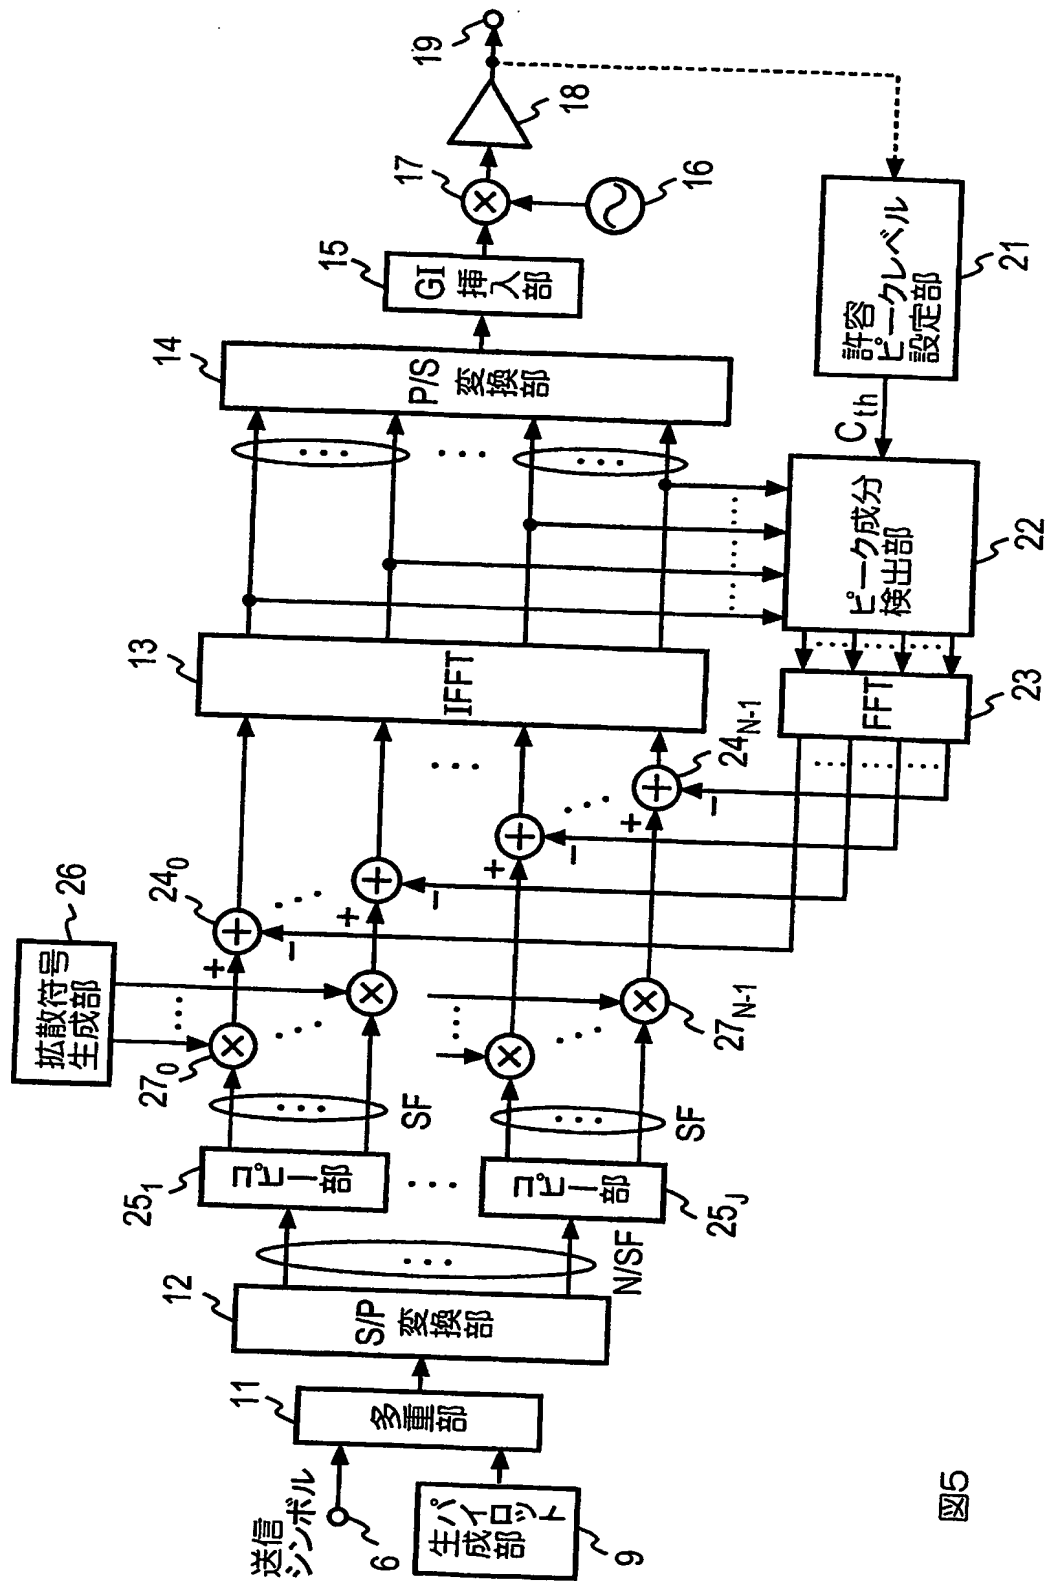 送信
シンボル
6
パイロット
生成部
9
多重部
11
S/P
変換部
12
N/SF
コピー部
25₁
コピー部
25J
SF
SF
拡散符号
生成部
26
27₀
27N-1
24₀
24N-1
+
−
+
−
+
−
+
−
IFFT
13
P/S
変換部
14
GI
挿入部
15
16
17
18
19
許容
ピークレベル
設定部
21
Cth
ピーク成分
検出部
22
FFT
23
図5